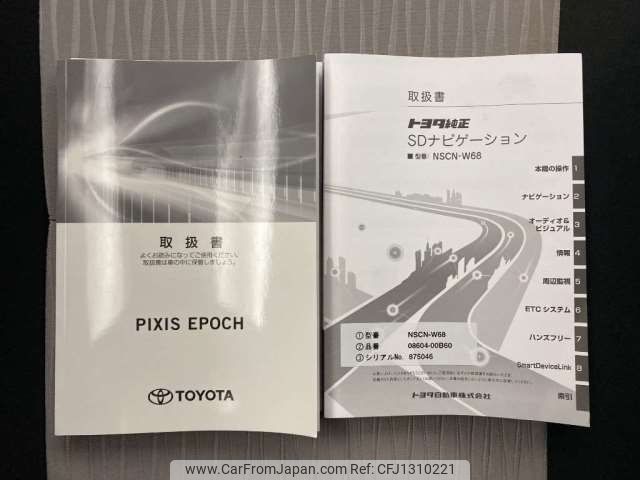 取扱書
よくお読みになってご使用ください。
取扱書は車の中に保管しましょう。
PIXIS EPOCH
TOYOTA
取扱書
トヨタ純正
SDナビゲーション
■ 型番: NSCN-W68
本機の操作 1
ナビゲーション 2
オーディオ&
ビジュアル 3
情報 4
周辺監視 5
ETCシステム 6
ハンズフリー 7
SmartDeviceLink 8
索引
① 型番 NSCN-W68
② 品番 08604-00B60
③ シリアルNo. 875046
トヨタ自動車株式会社
www.CarFromJapan.com - CFJ1310221